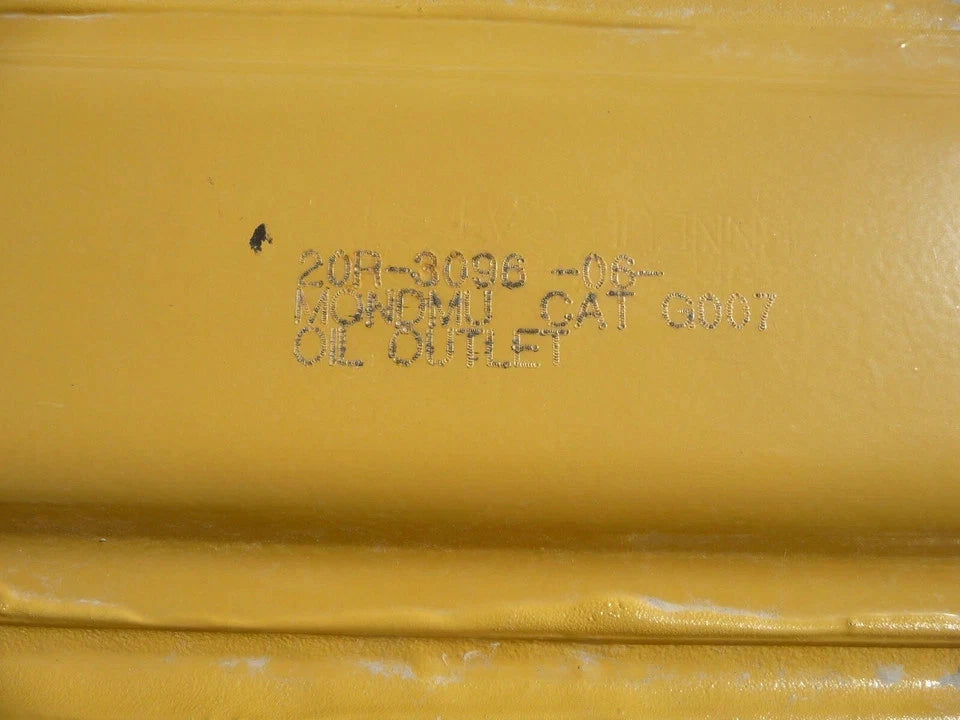 20R-3096 -06-
MONDMU CAT G007
OIL OUTLET